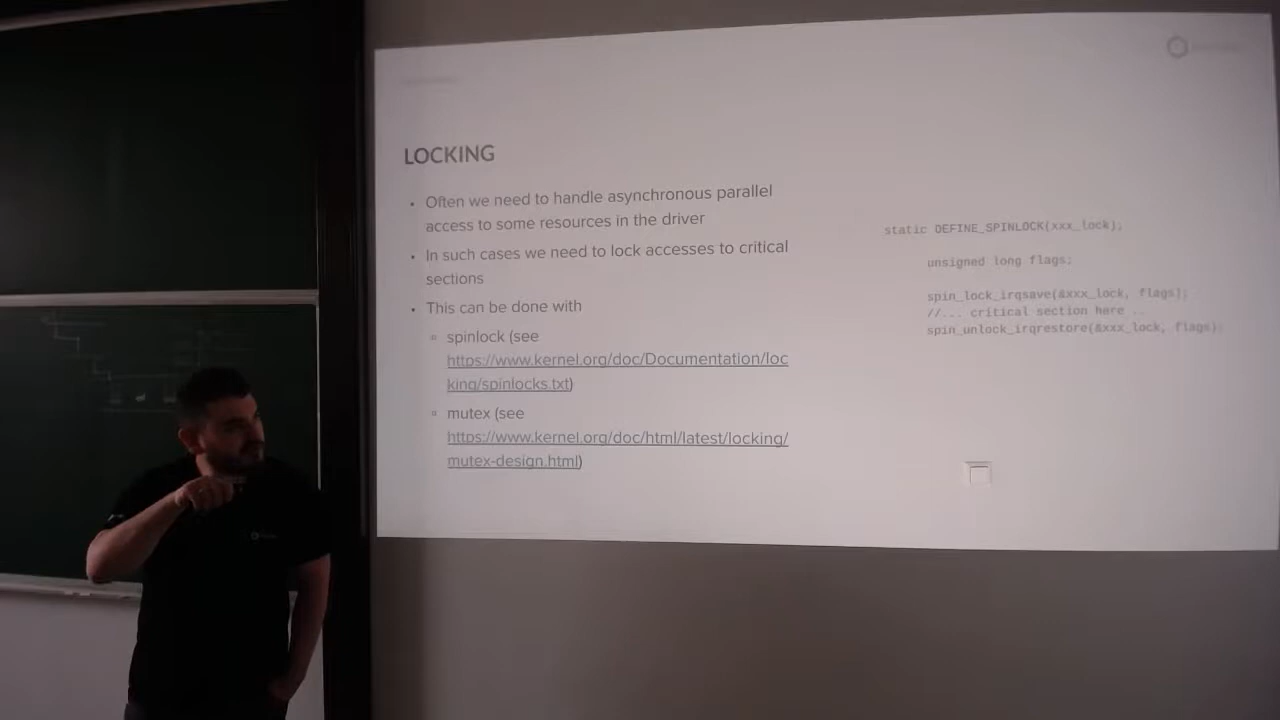 LOCKING
• Often we need to handle asynchronous parallel
access to some resources in the driver
• In such cases we need to lock accesses to critical
sections
• This can be done with
○ spinlock (see
https://www.kernel.org/doc/Documentation/loc
king/spinlocks.txt)
○ mutex (see
https://www.kernel.org/doc/html/latest/locking/
mutex-design.html)
static DEFINE_SPINLOCK(xxx_lock);
unsigned long flags;
spin_lock_irqsave(&xxx_lock, flags);
//... critical section here ..
spin_unlock_irqrestore(&xxx_lock, flags);